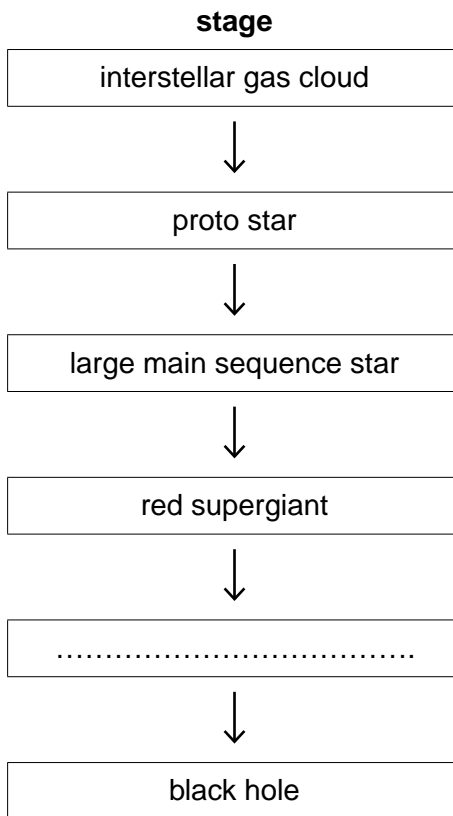 stage
interstellar gas cloud
proto star
large main sequence star
red supergiant
....................................
black hole